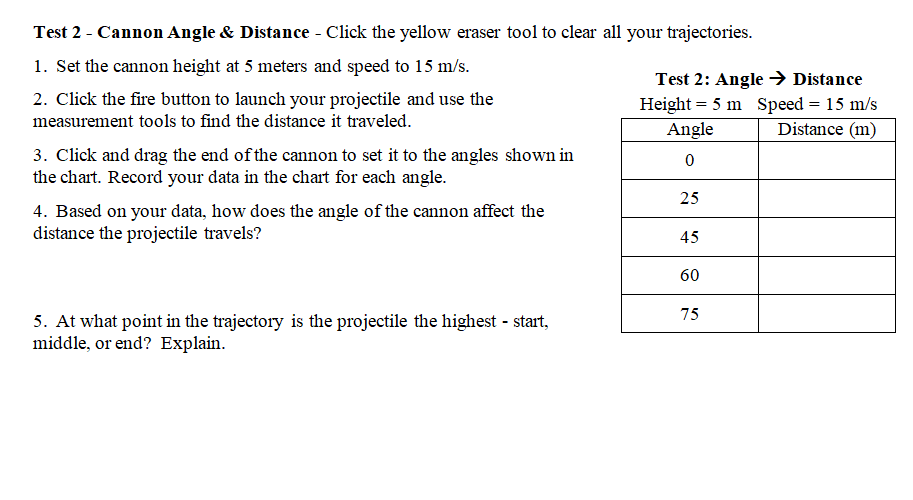 Test 2 - Cannon Angle & Distance - Click the yellow eraser tool to clear all your trajectories.
1. Set the cannon height at 5 meters and speed to 15 m/s.
2. Click the fire button to launch your projectile and use the
measurement tools to find the distance it traveled.
3. Click and drag the end of the cannon to set it to the angles shown in
the chart. Record your data in the chart for each angle.
4. Based on your data, how does the angle of the cannon affect the
distance the projectile travels?
5. At what point in the trajectory is the projectile the highest - start,
middle, or end? Explain.
Test 2: Angle → Distance
Height = 5 m Speed = 15 m/s
Angle Distance (m)
0
25
45
60
75